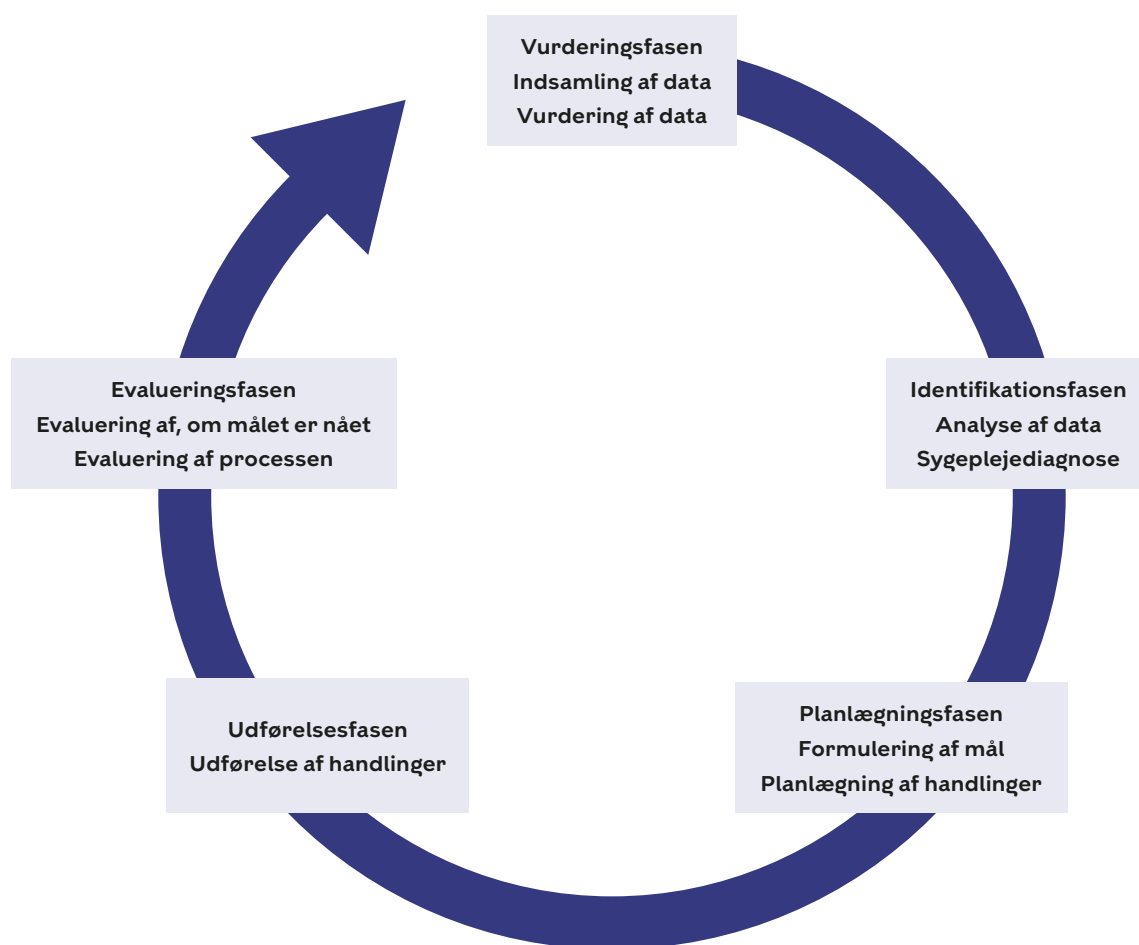 Vurderingsfasen
Indsamling af data
Vurdering af data
Identifikationsfasen
Analyse af data
Sygeplejediagnose
Planlægningsfasen
Formulering af mål
Planlægning af handlinger
Udførelsesfasen
Udførelse af handlinger
Evalueringsfasen
Evaluering af, om målet er nået
Evaluering af processen